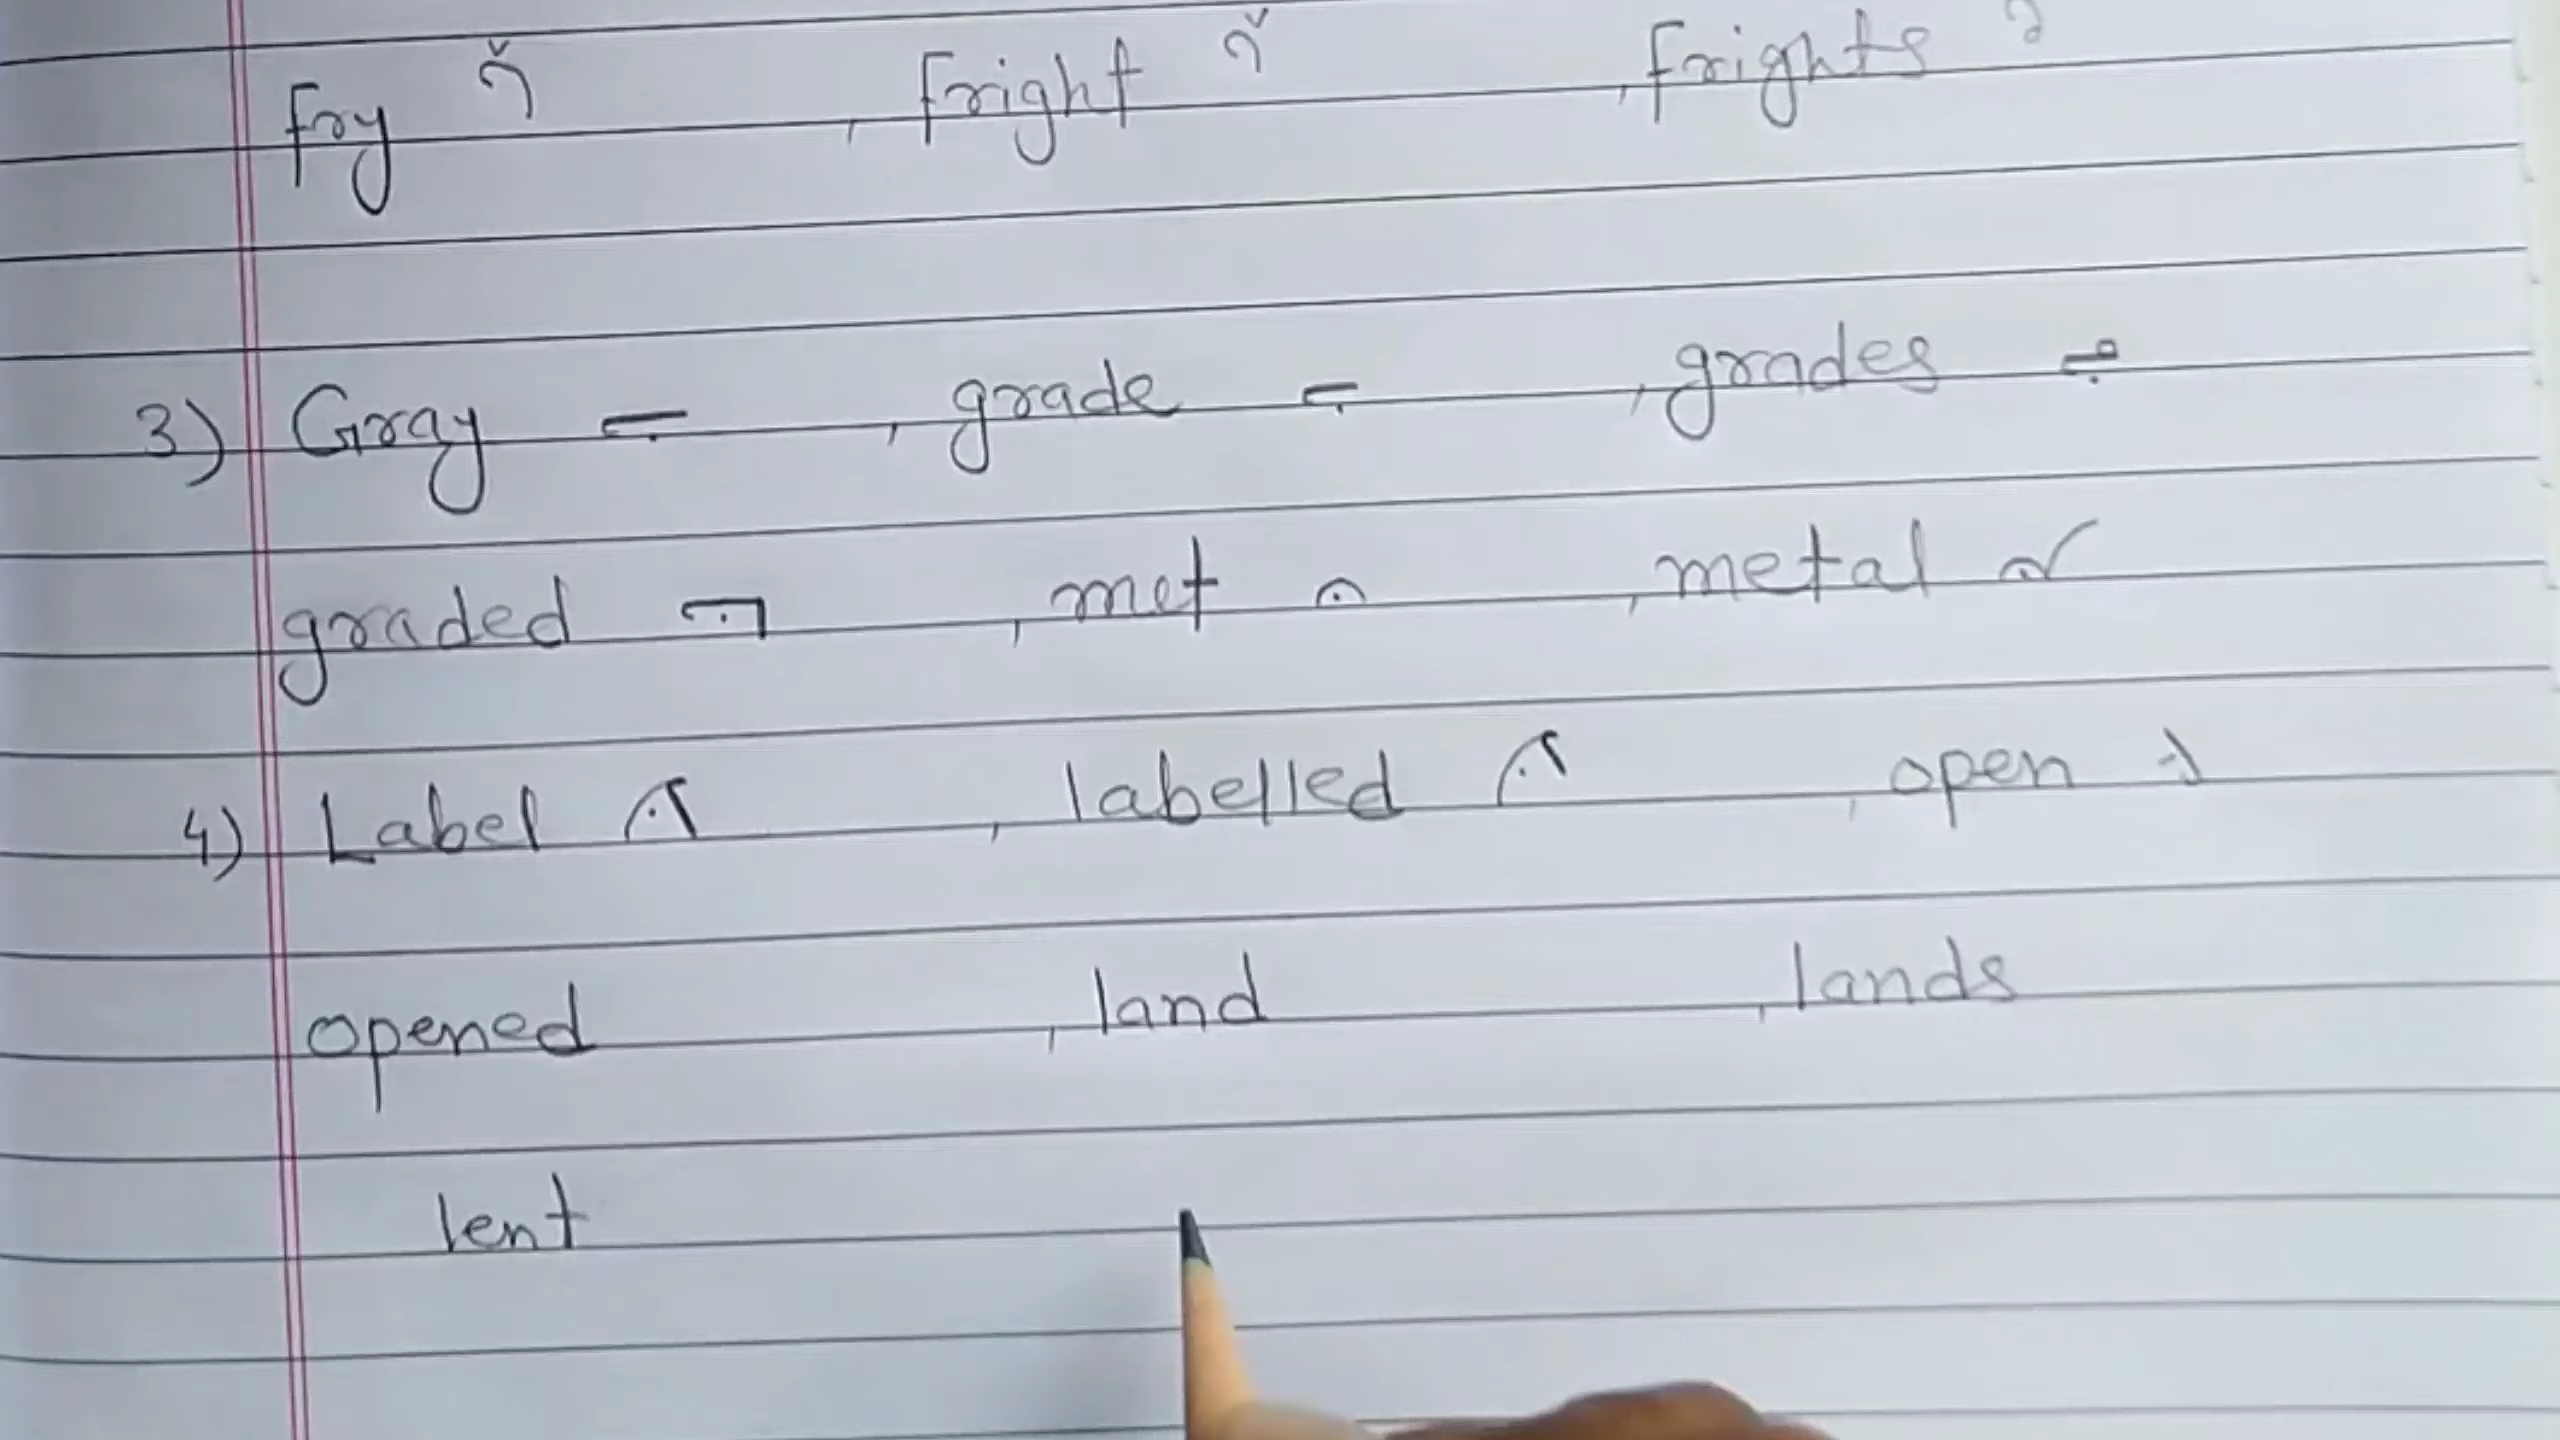 Fry , Fright , Frights
3) Gray , grade , grades
graded , met , metal
4) Label , labelled , open
opened , land , lands
lent